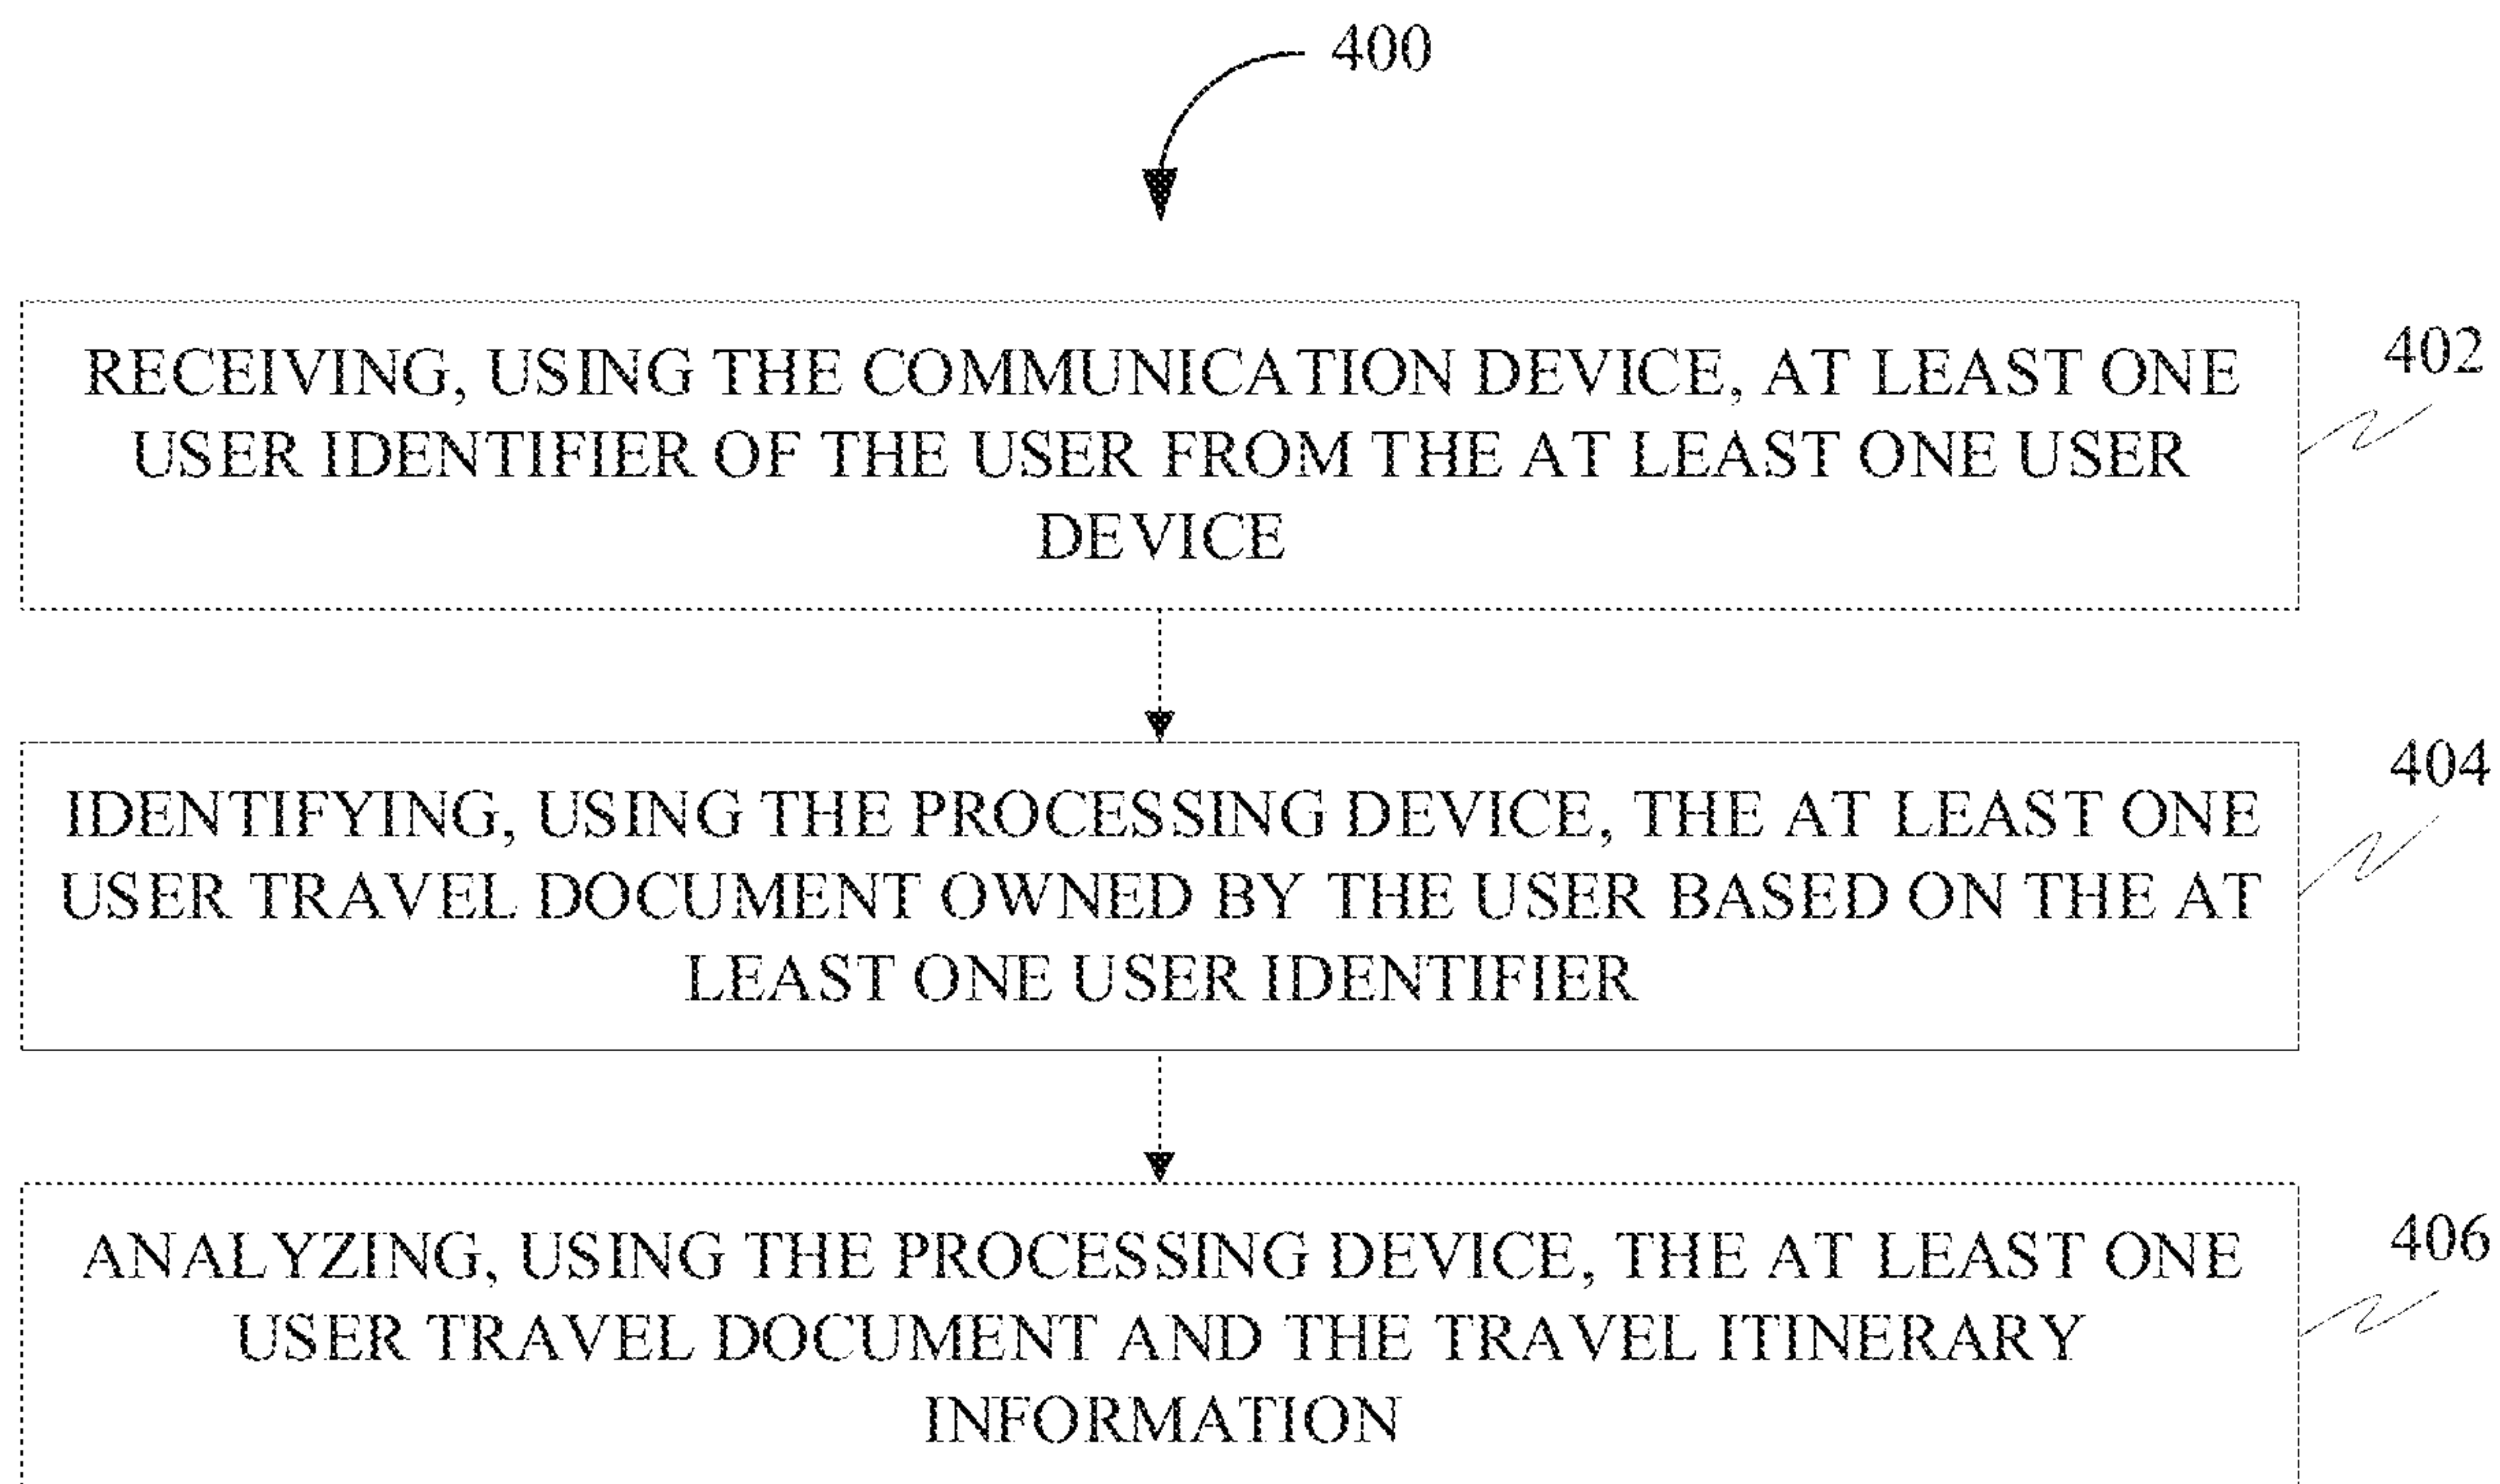 400
RECEIVING, USING THE COMMUNICATION DEVICE, AT LEAST ONE
USER IDENTIFIER OF THE USER FROM THE AT LEAST ONE USER
DEVICE
402
IDENTIFYING, USING THE PROCESSING DEVICE, THE AT LEAST ONE
USER TRAVEL DOCUMENT OWNED BY THE USER BASED ON THE AT
LEAST ONE USER IDENTIFIER
404
ANALYZING, USING THE PROCESSING DEVICE, THE AT LEAST ONE
USER TRAVEL DOCUMENT AND THE TRAVEL ITINERARY
INFORMATION
406